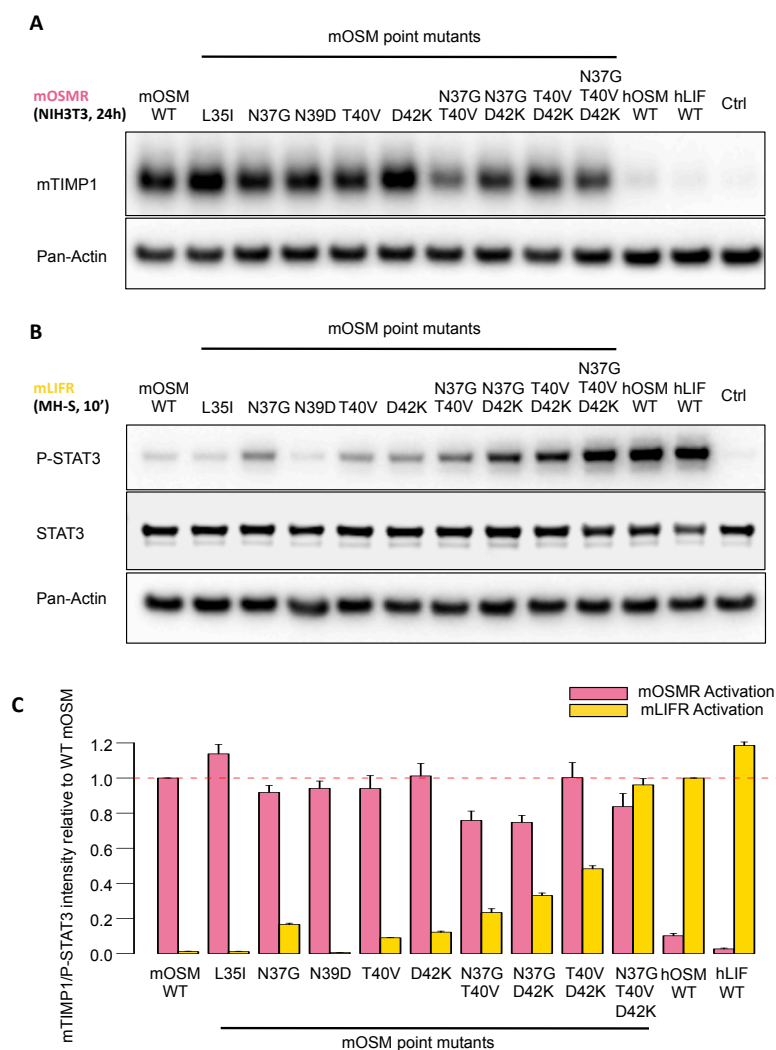 A
mOSM point mutants
mOSMR
(NIH3T3, 24h)
mOSM
WT
L35I
N37G
N39D
T40V
D42K
N37G
T40V
N37G
D42K
T40V
D42K
N37G
T40V
D42K
hOSM
WT
hLIF
WT
Ctrl
mTIMP1
Pan-Actin
B
mOSM point mutants
mLIFR
(MH-S, 10')
mOSM
WT
L35I
N37G
N39D
T40V
D42K
N37G
T40V
N37G
D42K
T40V
D42K
N37G
T40V
D42K
hOSM
WT
hLIF
WT
Ctrl
P-STAT3
STAT3
Pan-Actin
C
mOSMR Activation
mLIFR Activation
mTIMP1/P-STAT3 intensity relative to WT mOSM
1.2
1.0
0.8
0.6
0.4
0.2
0.0
mOSM
WT
L35I
N37G
N39D
T40V
D42K
N37G
T40V
N37G
D42K
T40V
D42K
N37G
T40V
D42K
hOSM
WT
hLIF
WT
mOSM point mutants